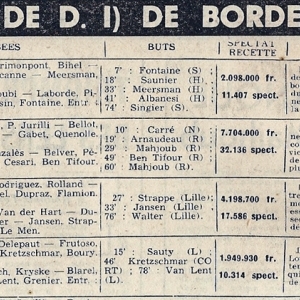 DE D. I) DE BORDE
ÉES
BUTS
SPECTAT
RECETTE
rimonpont, Bihel —
canne — Meersman,
oubi — Laborde, Pi-
sin, Fontaine, Entr :
7' : Fontaine (S)
18' : Saunier (H)
33' : Meersman (H)
41' : Albanesi (H)
74' : Singier (S)
2.098.000 fr.
11.407 spect.
P. Jurilli — Bellot,
— Gabet, Quenolle,
zalès — Belver, Pé-
Cesari, Ben Tifour.
10' : Carré (N)
19' : Arnaudeau (R)
29' : Mahjoub (R)
49' Ben Tifour (R)
60' : Mahjoub (R).
7.704.000 fr.
32.136 spect.
odriguez, Rolland —
el, Dupraz, Flamion.
Van der Hart — Du-
er — Jansen, Strap-
Le Men.
27' : Strappe (Lille)
33' : Jansen (Lille)
76' : Walter (Lille)
4.198.700 fr.
17.586 spect.
Delepaut — Frutoso,
Kretzschmar, Boury.
ch, Kryske — Blarel,
Lent, Grenier. Entr :
15' : Sauty (L)
46' Kretzschmar (CO
RT) ; 78' : Van Lent
(L)
1.949.930 fr.
10.314 spect.